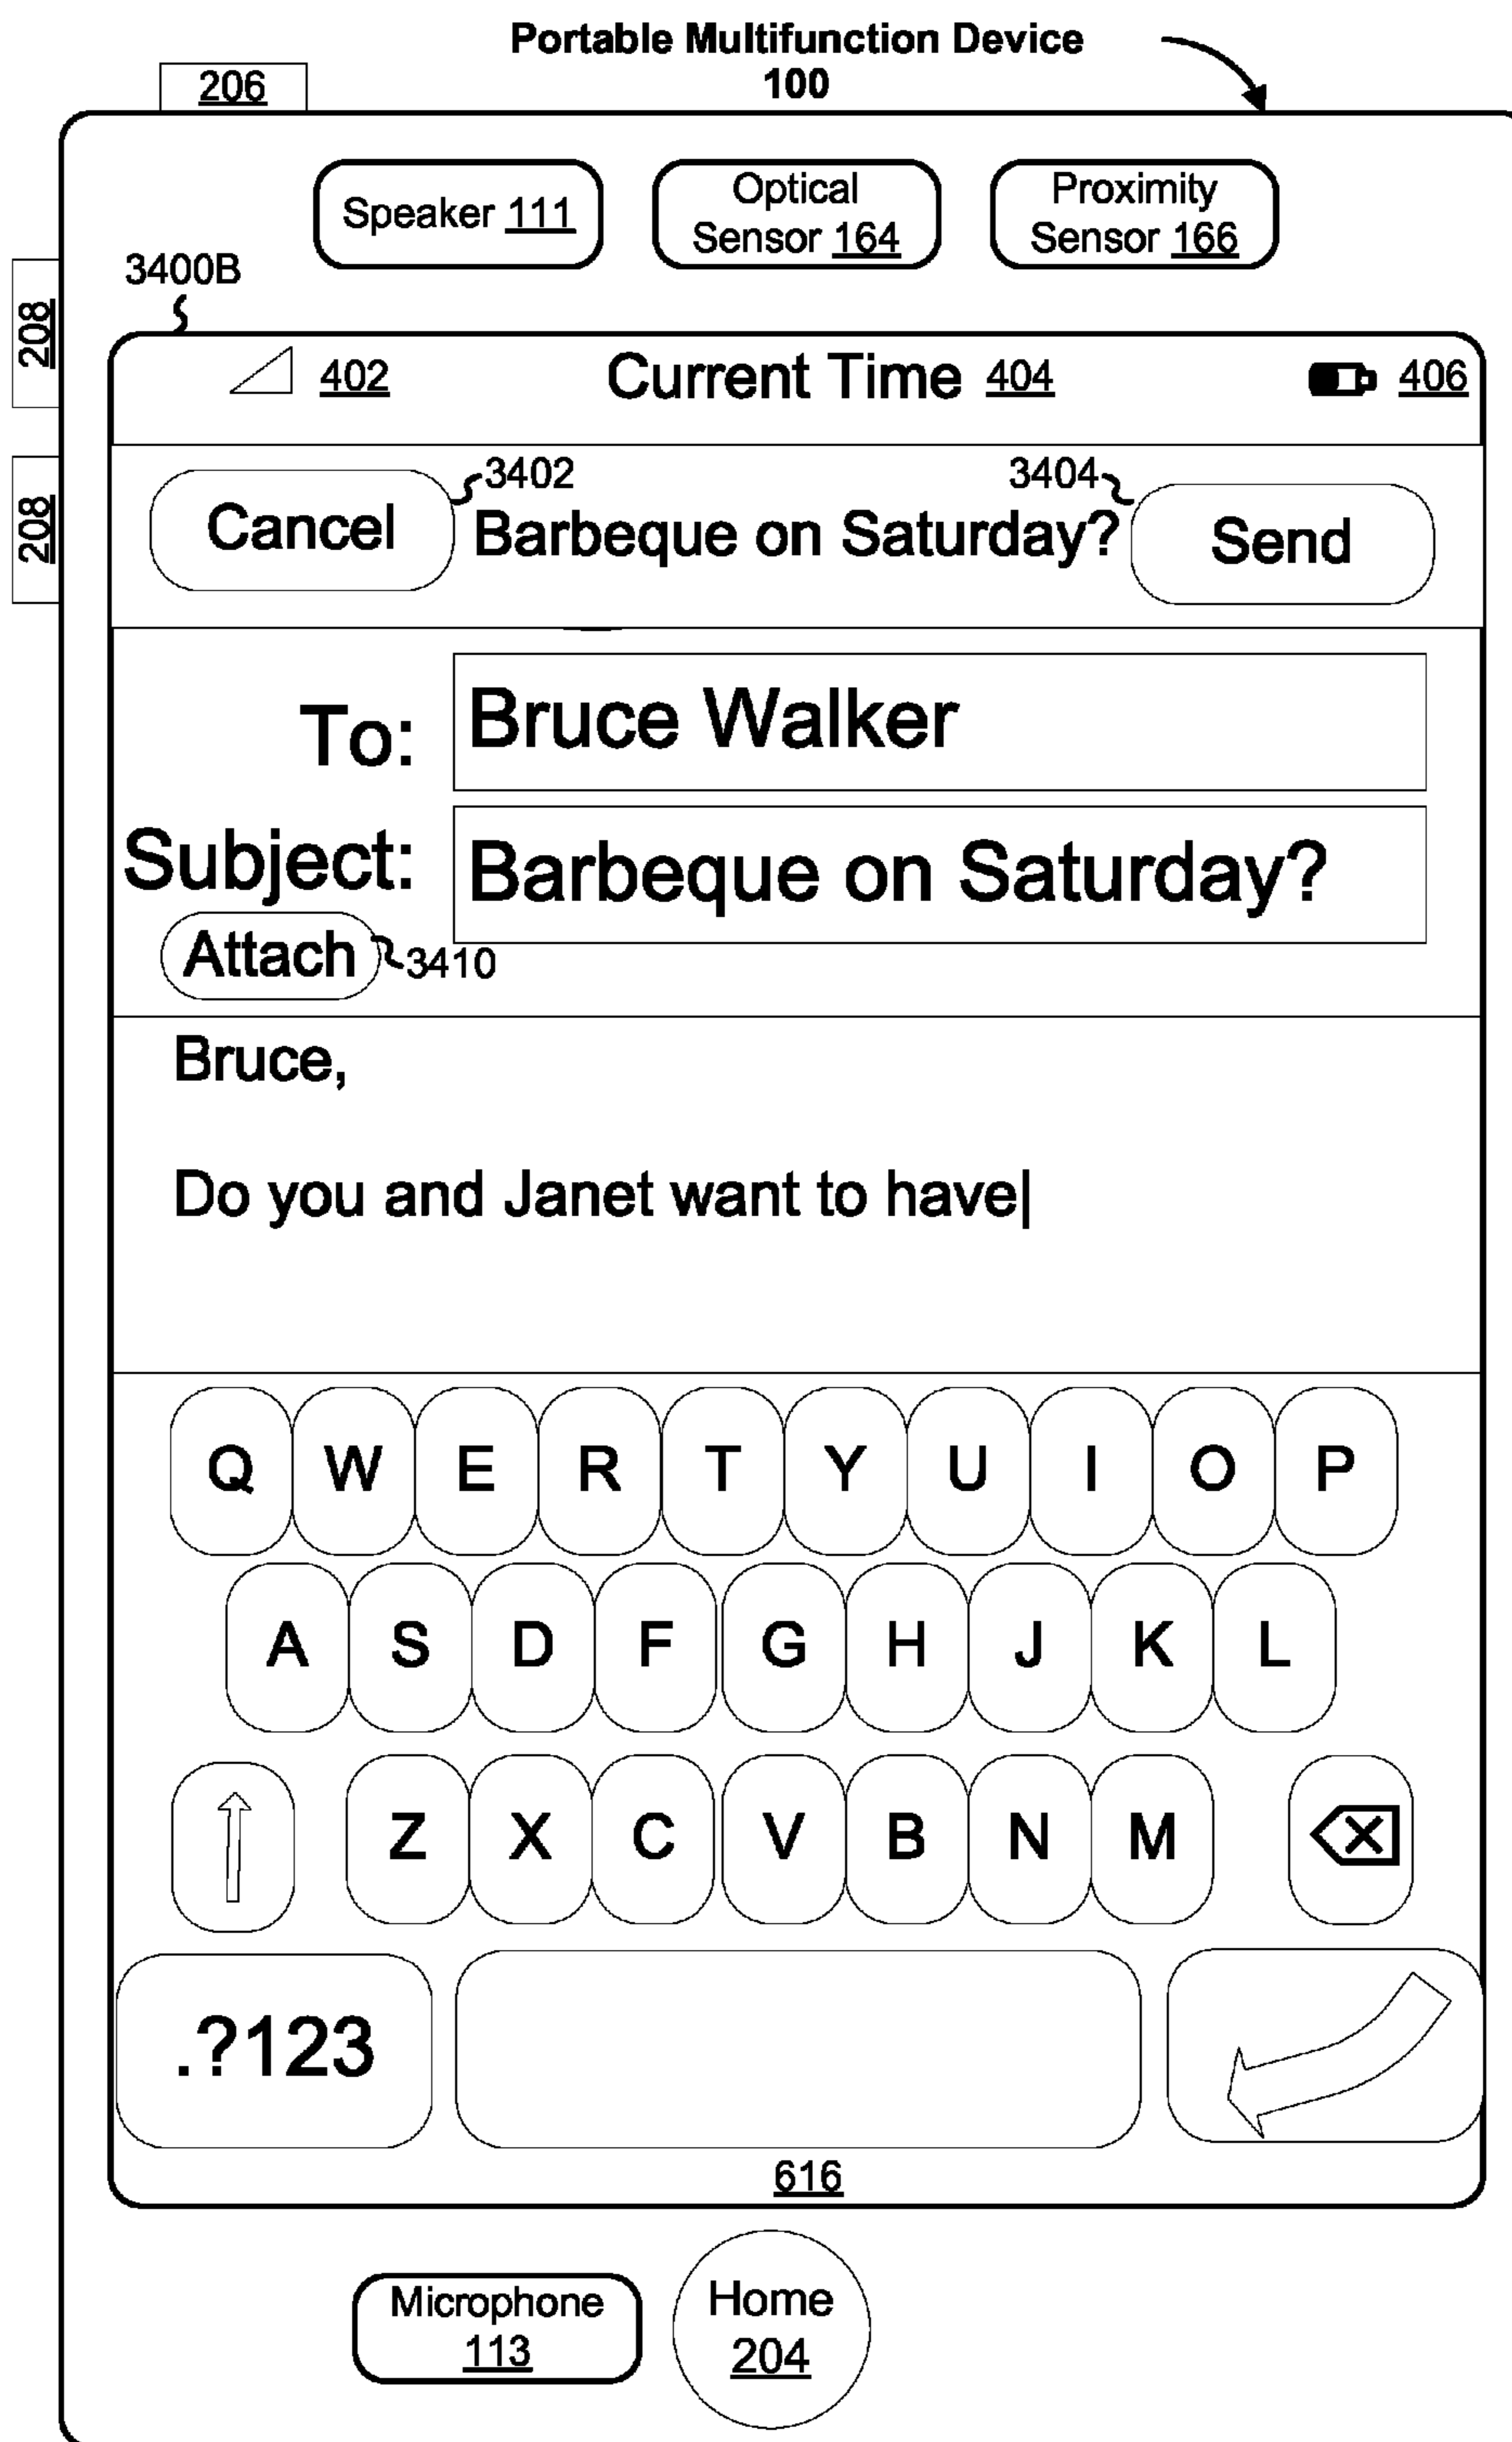 Portable Multifunction Device
100
206
Speaker 111
Optical
Sensor 164
Proximity
Sensor 166
3400B
208
208
402
Current Time 404
406
3402
3404
Cancel
Barbeque on Saturday?
Send
To:
Bruce Walker
Subject:
Barbeque on Saturday?
Attach
3410
Bruce,
Do you and Janet want to have
Q W E R T Y U I O P
A S D F G H J K L
Z X C V B N M
.?123
616
Microphone
113
Home
204